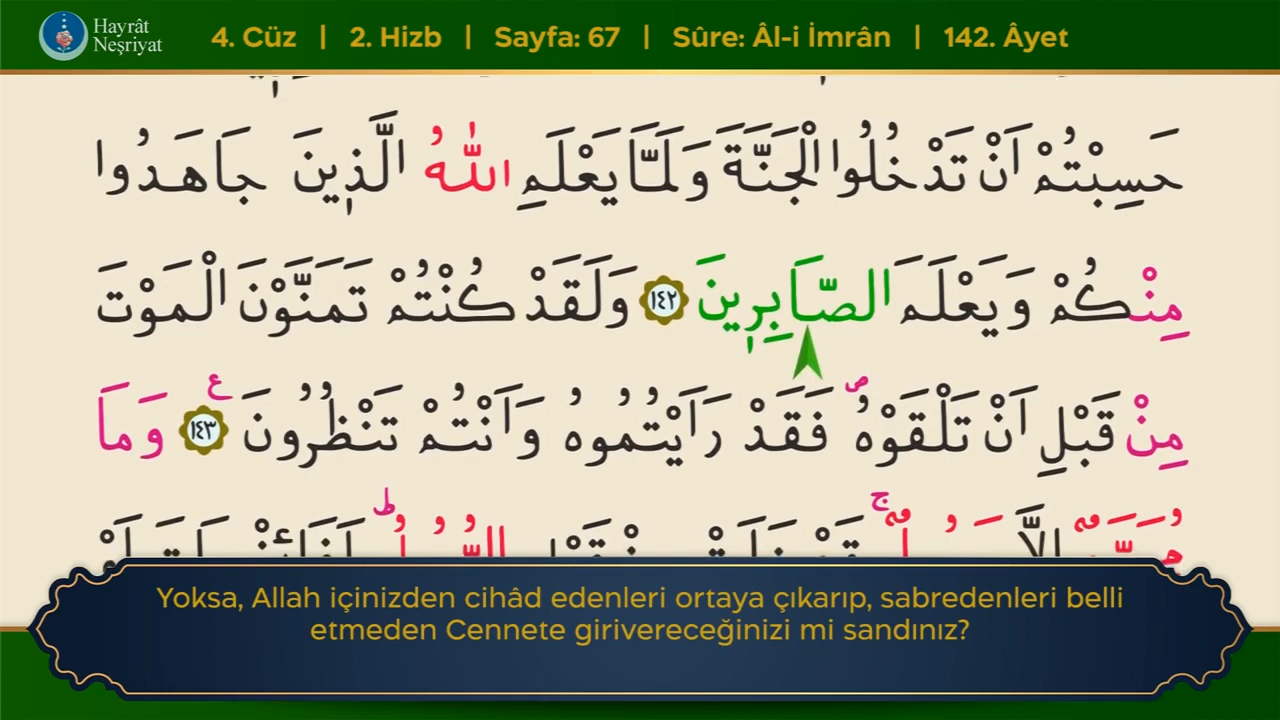 Hayrât
Neşriyat
4. Cüz | 2. Hizb | Sayfa: 67 | Sûre: Âl-i İmrân | 142. Âyet
حَسِبْتُمْ اَنْ تَدْخُلُوا الْجَنَّةَ وَلَمَّا يَعْلَمِ اللّٰهُ الَّذٖينَ جَاهَدُوا
مِنْكُمْ وَيَعْلَمَ الصَّابِرٖينَ ١٤٢ وَلَقَدْ كُنْتُمْ تَمَنَّوْنَ الْمَوْتَ
مِنْ قَبْلِ اَنْ تَلْقَوْهُࣕ فَقَدْ رَاَيْتُمُوهُ وَاَنْتُمْ تَنْظُرُونَ ع ١٤٣ وَمَا
Yoksa, Allah içinizden cihâd edenleri ortaya çıkarıp, sabredenleri belli
etmeden Cennete girivereceğinizi mi sandınız?